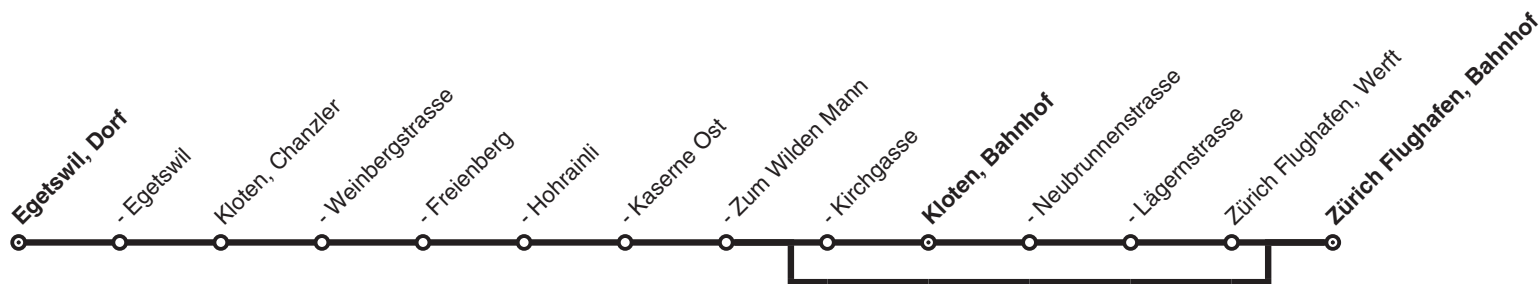 Egetswil, Dorf
- Egetswil
Kloten, Chanzler
- Weinbergstrasse
- Freienberg
- Hohrainli
- Kaserne Ost
- Zum Wilden Mann
- Kirchgasse
Kloten, Bahnhof
- Neubrunnenstrasse
- Lägernstrasse
Zürich Flughafen, Werft
Zürich Flughafen, Bahnhof